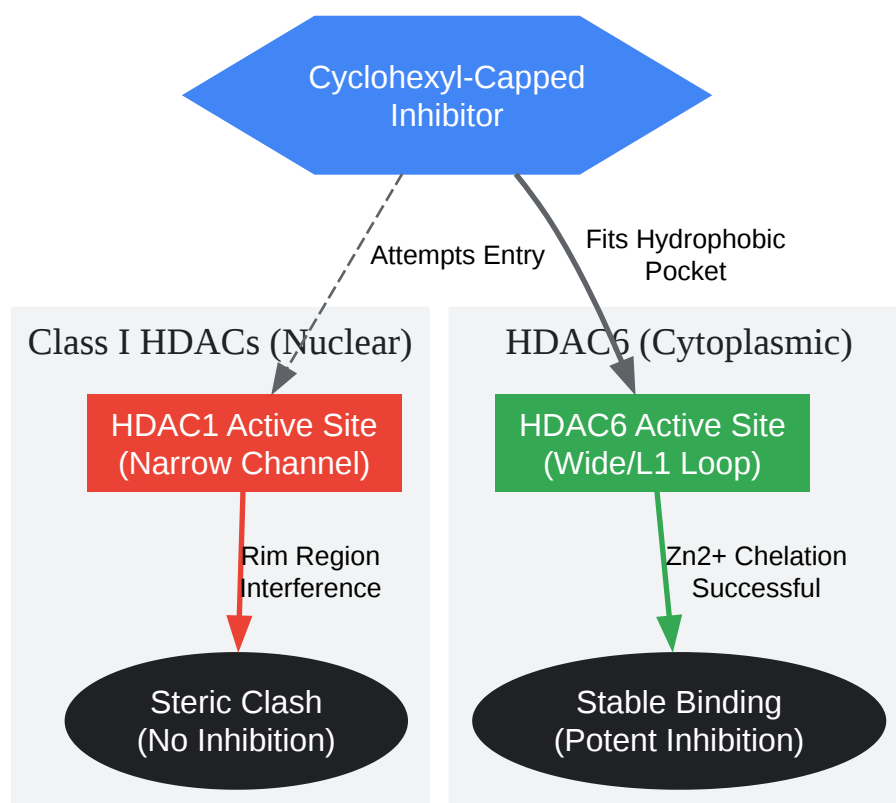 Cyclohexyl-Capped
Inhibitor
Attempts Entry
Fits Hydrophobic
Pocket
Class I HDACs (Nuclear)
HDAC6 (Cytoplasmic)
HDAC1 Active Site
(Narrow Channel)
HDAC6 Active Site
(Wide/L1 Loop)
Rim Region
Interference
Zn2+ Chelation
Successful
Steric Clash
(No Inhibition)
Stable Binding
(Potent Inhibition)